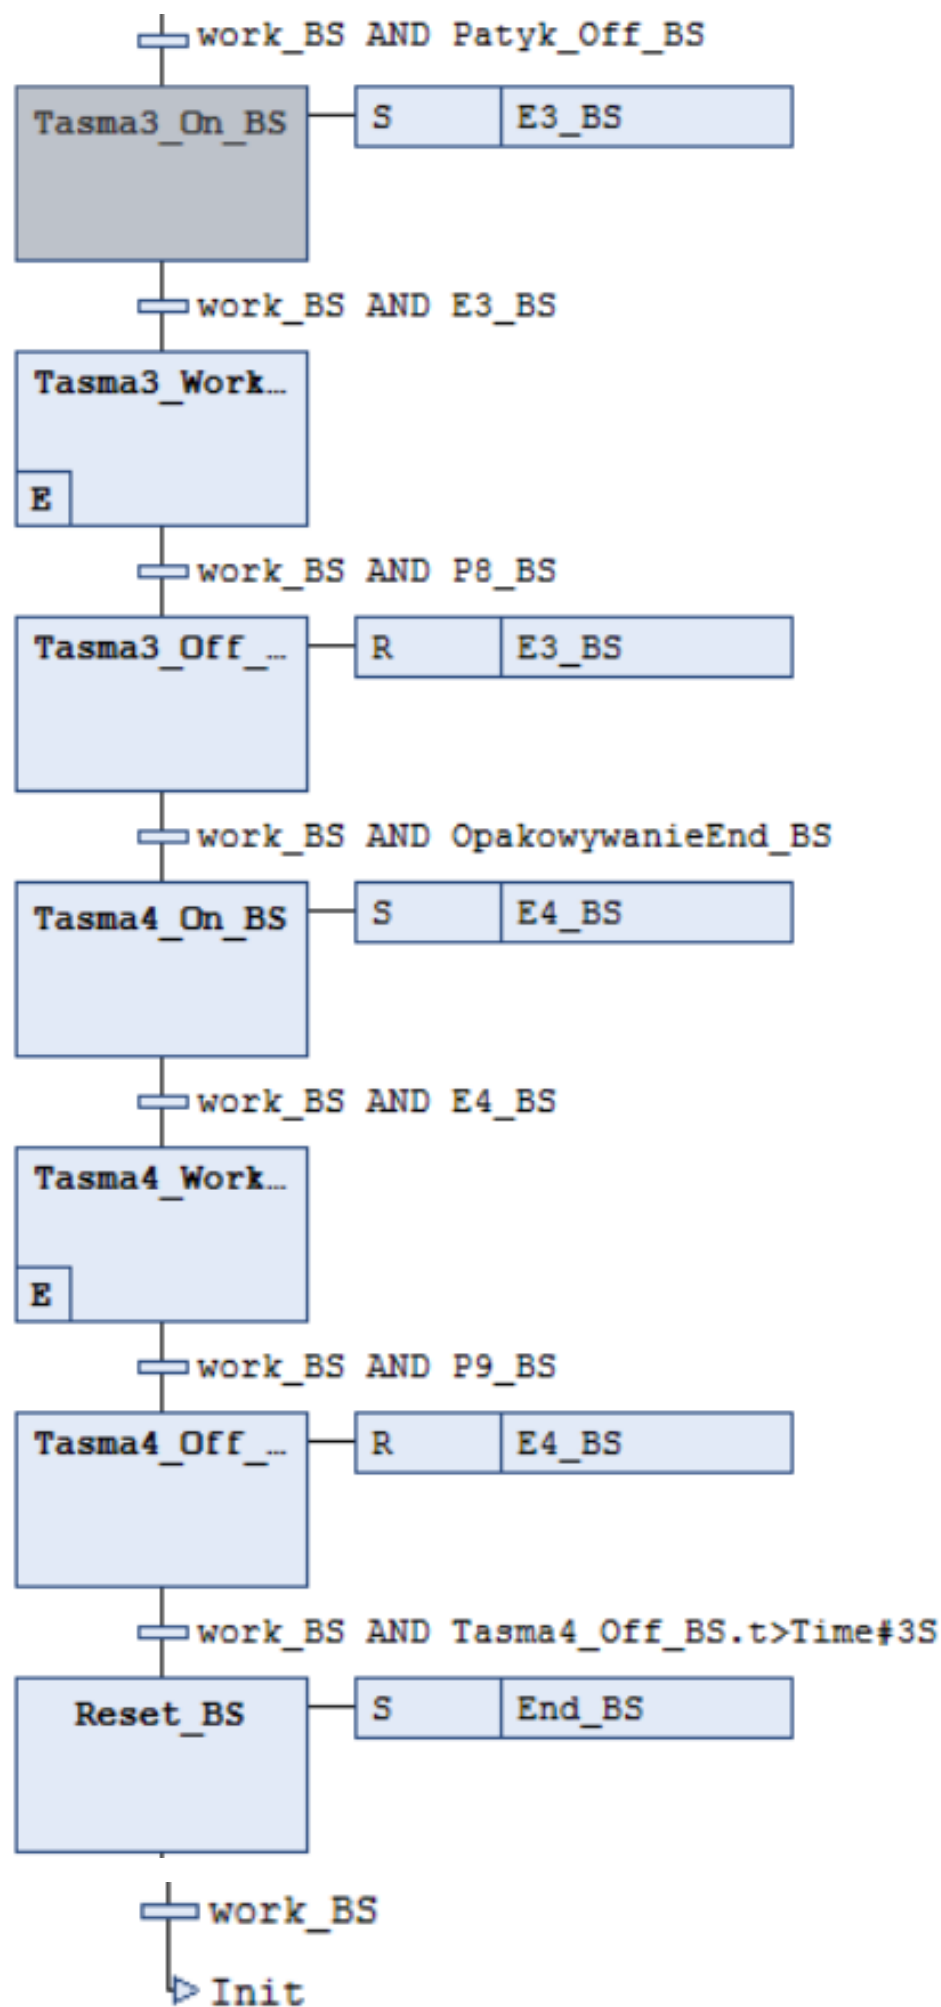 work_BS AND Patyk_Off_BS
Tasma3_On_BS S E3_BS
work_BS AND E3_BS
Tasma3_Work…
E
work_BS AND P8_BS
Tasma3_Off_… R E3_BS
work_BS AND OpakowywanieEnd_BS
Tasma4_On_BS S E4_BS
work_BS AND E4_BS
Tasma4_Work…
E
work_BS AND P9_BS
Tasma4_Off_… R E4_BS
work_BS AND Tasma4_Off_BS.t>Time#3S
Reset_BS S End_BS
work_BS
Init